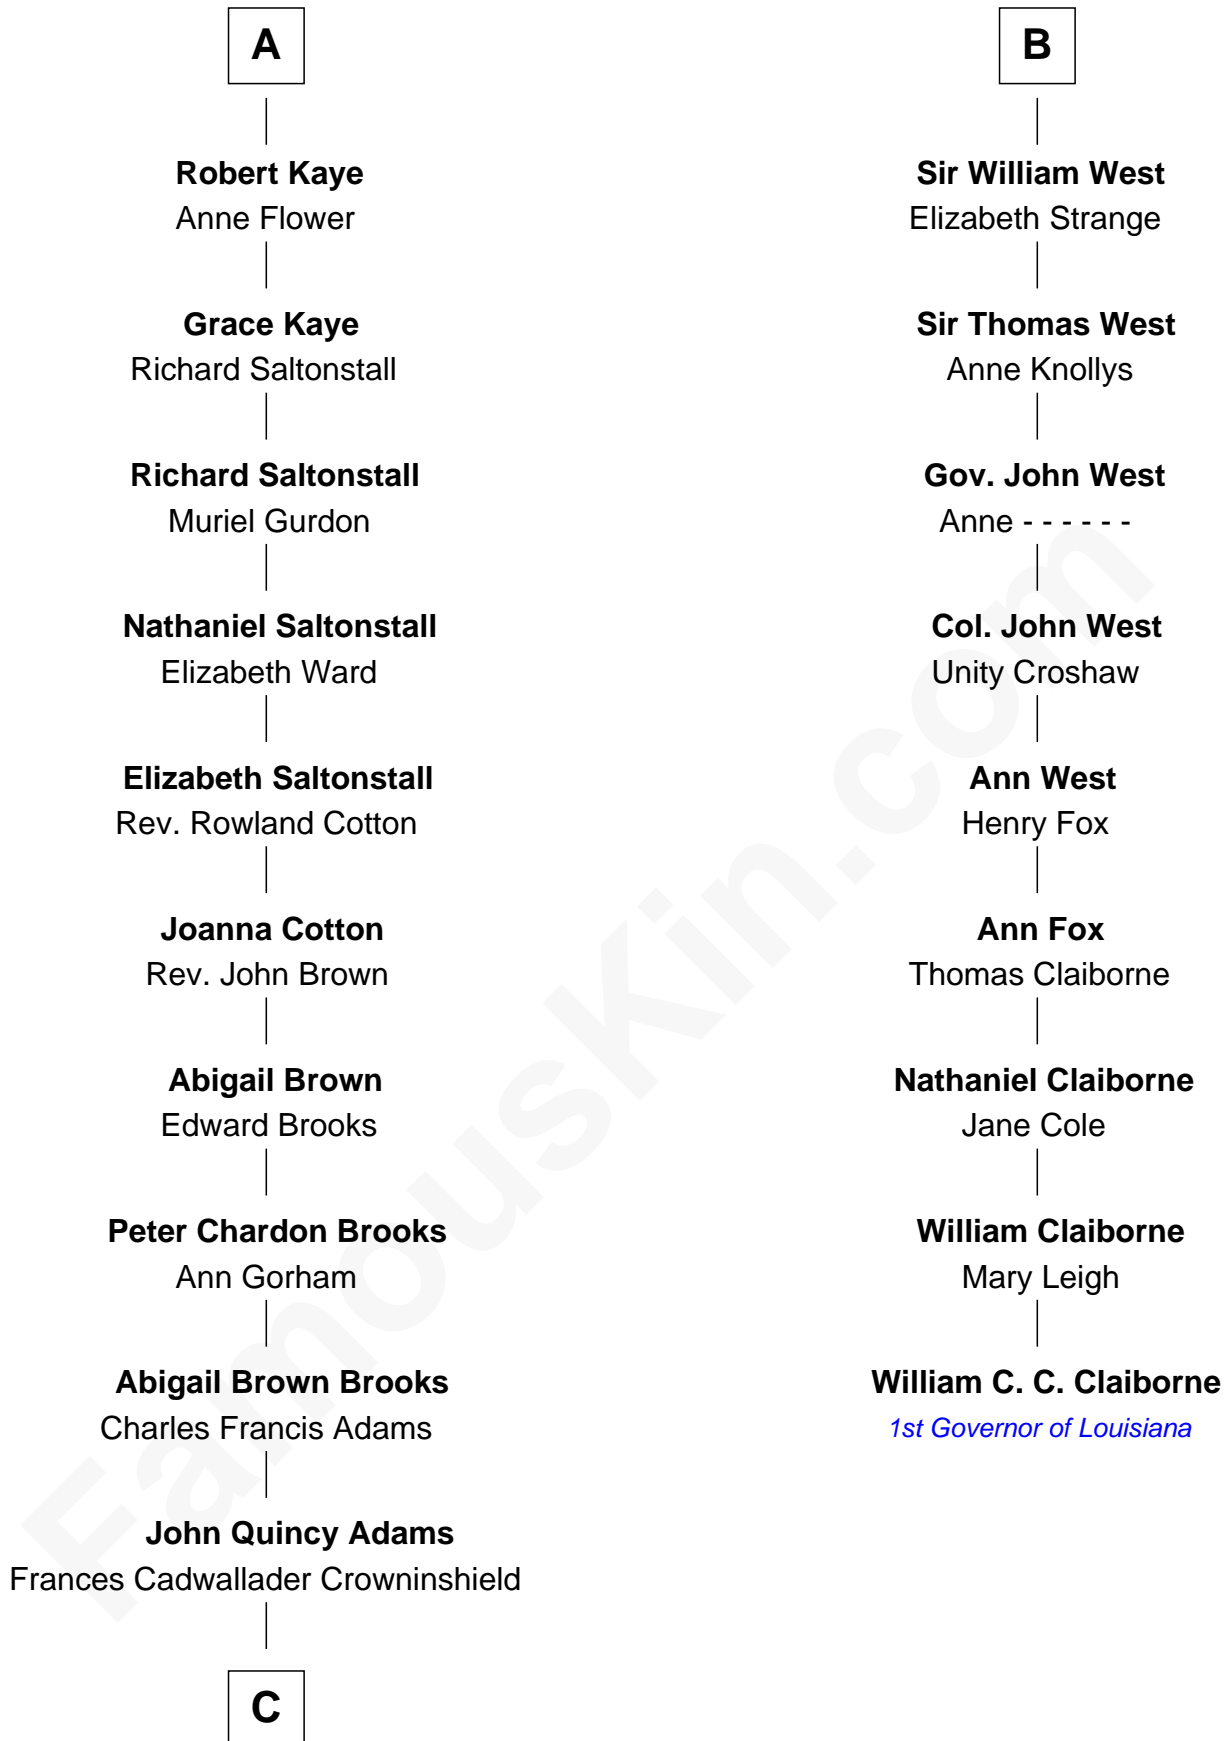 A
Robert Kaye
Anne Flower
Grace Kaye
Richard Saltonstall
Richard Saltonstall
Muriel Gurdon
Nathaniel Saltonstall
Elizabeth Ward
Elizabeth Saltonstall
Rev. Rowland Cotton
Joanna Cotton
Rev. John Brown
Abigail Brown
Edward Brooks
Peter Chardon Brooks
Ann Gorham
Abigail Brown Brooks
Charles Francis Adams
John Quincy Adams
Frances Cadwallader Crowninshield
C
B
Sir William West
Elizabeth Strange
Sir Thomas West
Anne Knollys
Gov. John West
Anne - - - - - -
Col. John West
Unity Croshaw
Ann West
Henry Fox
Ann Fox
Thomas Claiborne
Nathaniel Claiborne
Jane Cole
William Claiborne
Mary Leigh
William C. C. Claiborne
1st Governor of Louisiana
FamousKin.com